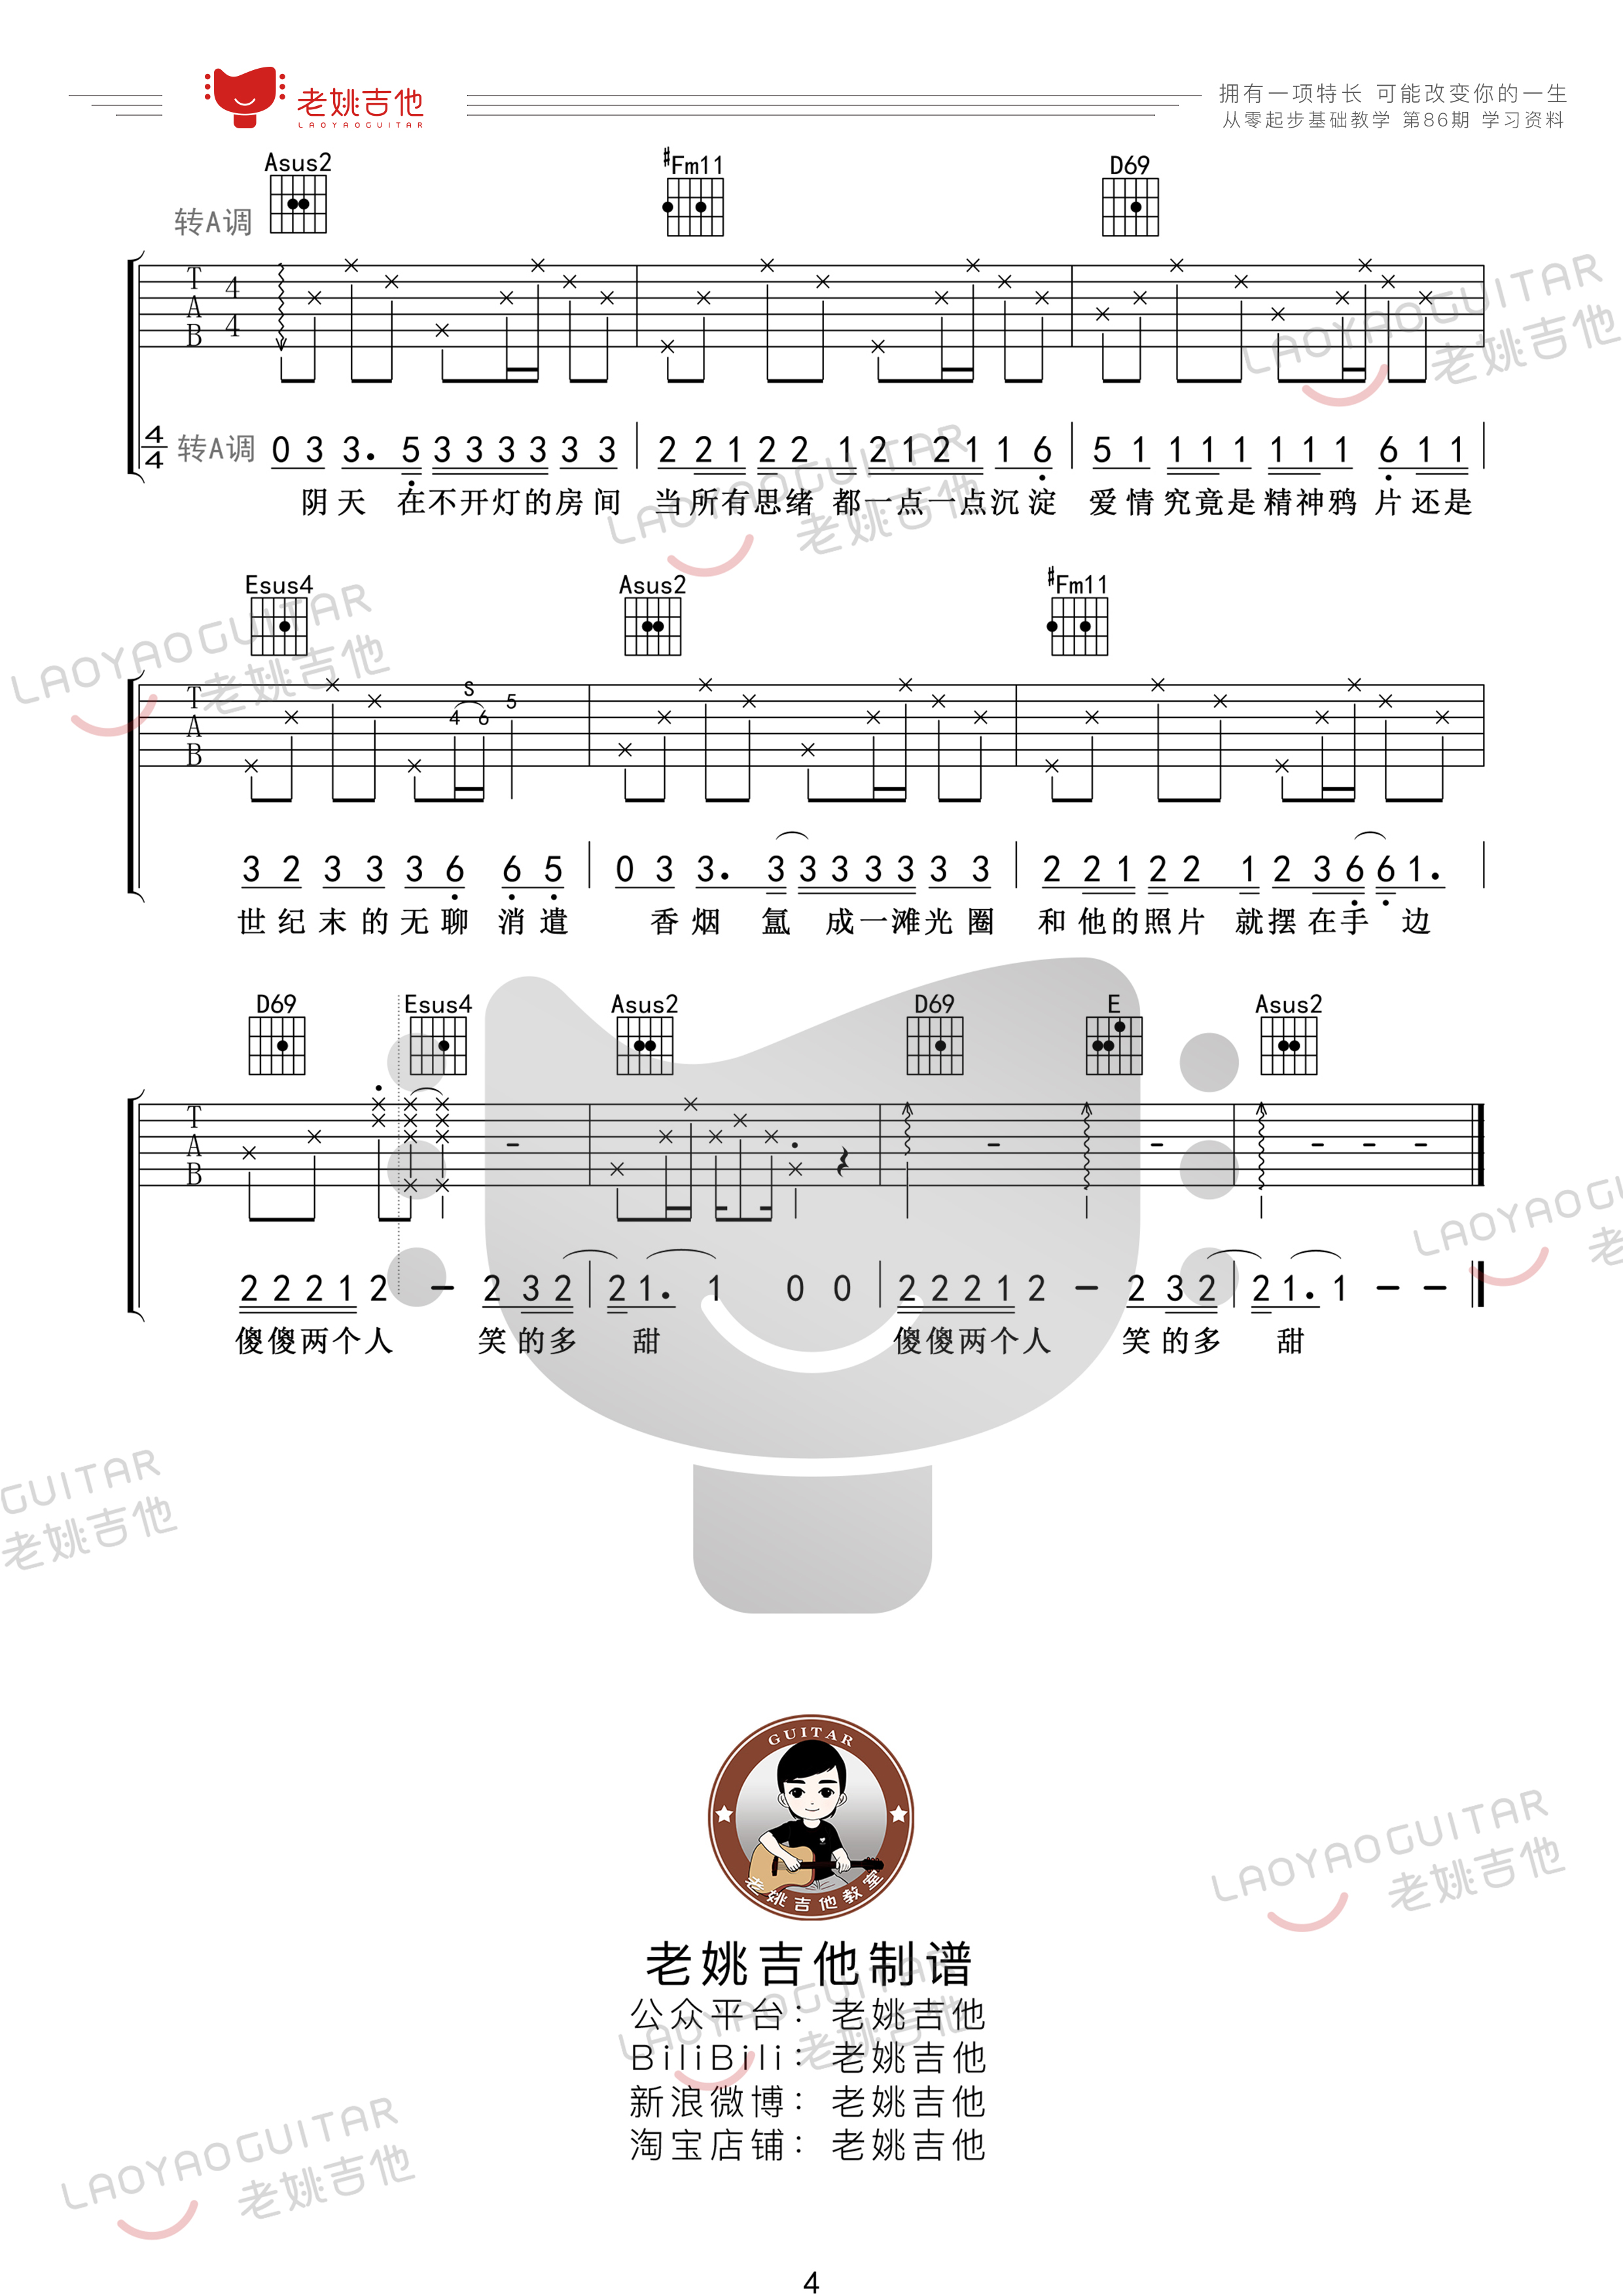 老姚吉他
LAOYAOGUITAR
拥有一项特长 可能改变你的一生
从零起步基础教学 第86期 学习资料
Asus2 #Fm11 D69
转A调
T A B 4 4
4 4 转A调 0 3 3. 5 3 3 3 3 3 3 | 2 2 1 2 2 1 2 1 2 1 1 6 | 5 1 1 1 1 1 1 1 6 1 1 |
阴天 在不开灯的房间 当所有思绪 都一点一点沉淀 爱情究竟是精神鸦片还是
Esus4 Asus2 #Fm11
T A B 4 S 6 5
3 2 3 3 3 6 6 5 | 0 3 3. 3 3 3 3 3 3 3 | 2 2 1 2 2 1 2 3 6 6 1. |
世纪末的无聊 消遣 香烟 氲 成一滩光圈 和他的照片 就摆在手 边
D69 Esus4 Asus2 D69 E Asus2
T A B - - - - - -
2 2 2 1 2 - 2 3 2 | 2 1. 1 0 0 | 2 2 2 1 2 - 2 3 2 | 2 1. 1 - -
傻傻两个人 笑的多 甜 傻傻两个人 笑的多 甜
GUITAR
老姚吉他教室
老姚吉他制谱
公众平台：老姚吉他
BiliBili：老姚吉他
新浪微博：老姚吉他
淘宝店铺：老姚吉他
4
LAOYAOGUITAR
老姚吉他